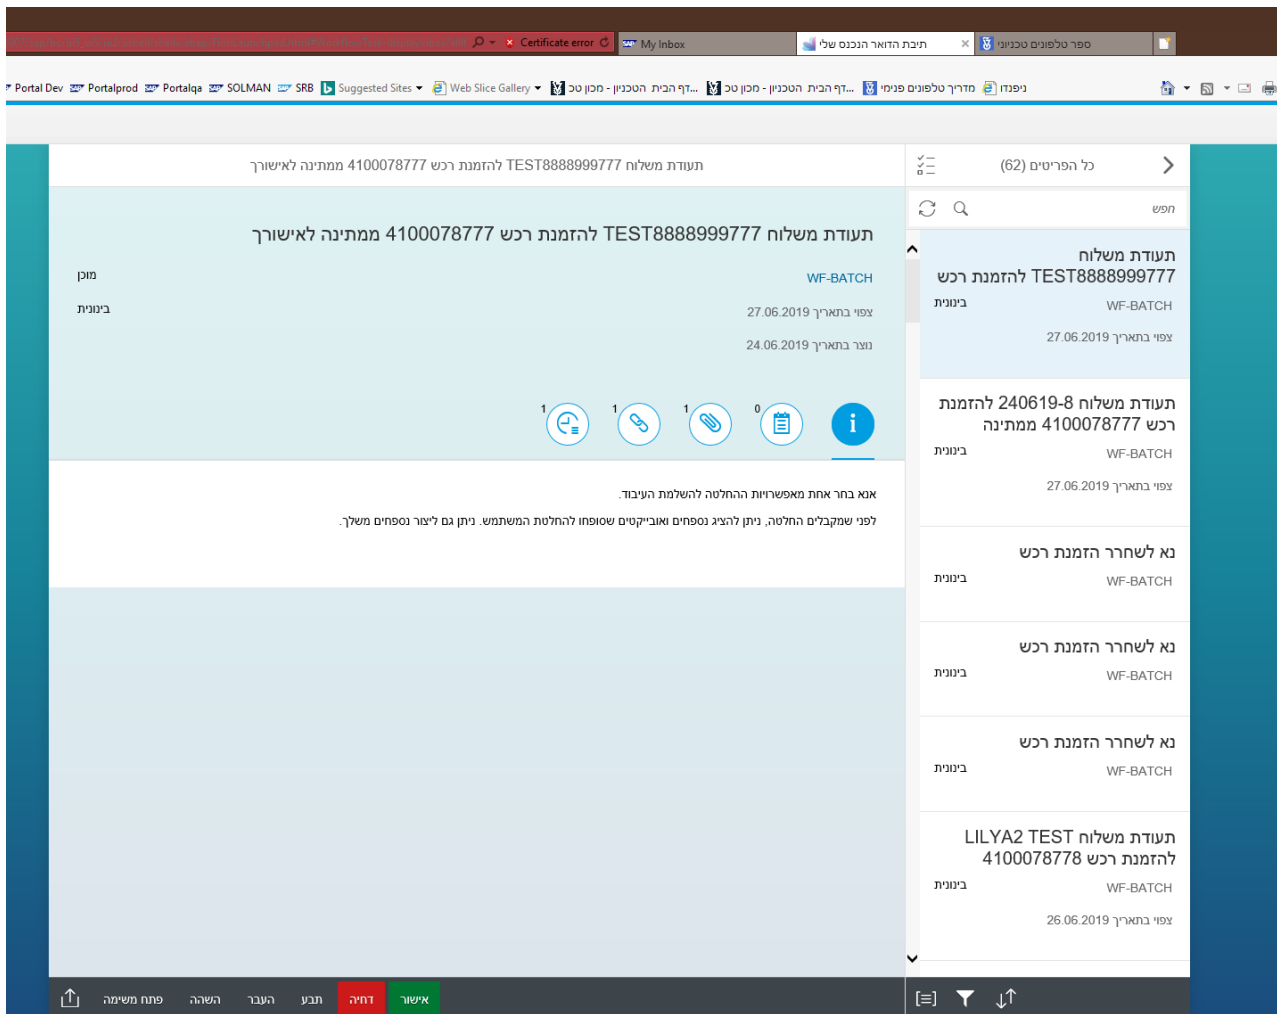 Certificate error
My Inbox
תיבת הדואר הנכנס שלי
ספר טלפונים טכניוני
Portal Dev
Portalprod
Portalqa
SOLMAN
SRB
Suggested Sites
Web Slice Gallery
דף הבית הטכניון - מכון טכ...
דף הבית הטכניון - מכון טכ...
מדריך טלפונים פנימי
ניפנדו
תעודת משלוח TEST8888999777 להזמנת רכש 4100078777 ממתינה לאישורך
כל הפריטים (62)
חפש
תעודת משלוח TEST8888999777 להזמנת רכש 4100078777 ממתינה לאישורך
WF-BATCH
מוכן
צפוי בתאריך 27.06.2019
בינונית
נוצר בתאריך 24.06.2019
0
1
1
1
אנא בחר אחת מאפשרויות ההחלטה להשלמת העיבוד.
לפני שמקבלים החלטה, ניתן להציג נספחים ואובייקטים שסופחו להחלטת המשתמש. ניתן גם ליצור נספחים משלך.
תעודת משלוח
TEST8888999777 להזמנת רכש
WF-BATCH
בינונית
צפוי בתאריך 27.06.2019
תעודת משלוח 240619-8 להזמנת
רכש 4100078777 ממתינה
WF-BATCH
בינונית
צפוי בתאריך 27.06.2019
נא לשחרר הזמנת רכש
WF-BATCH
בינונית
נא לשחרר הזמנת רכש
WF-BATCH
בינונית
נא לשחרר הזמנת רכש
WF-BATCH
בינונית
תעודת משלוח LILYA2 TEST
להזמנת רכש 4100078778
WF-BATCH
בינונית
צפוי בתאריך 26.06.2019
אישור
דחיה
תבע
העבר
השהה
פתח משימה